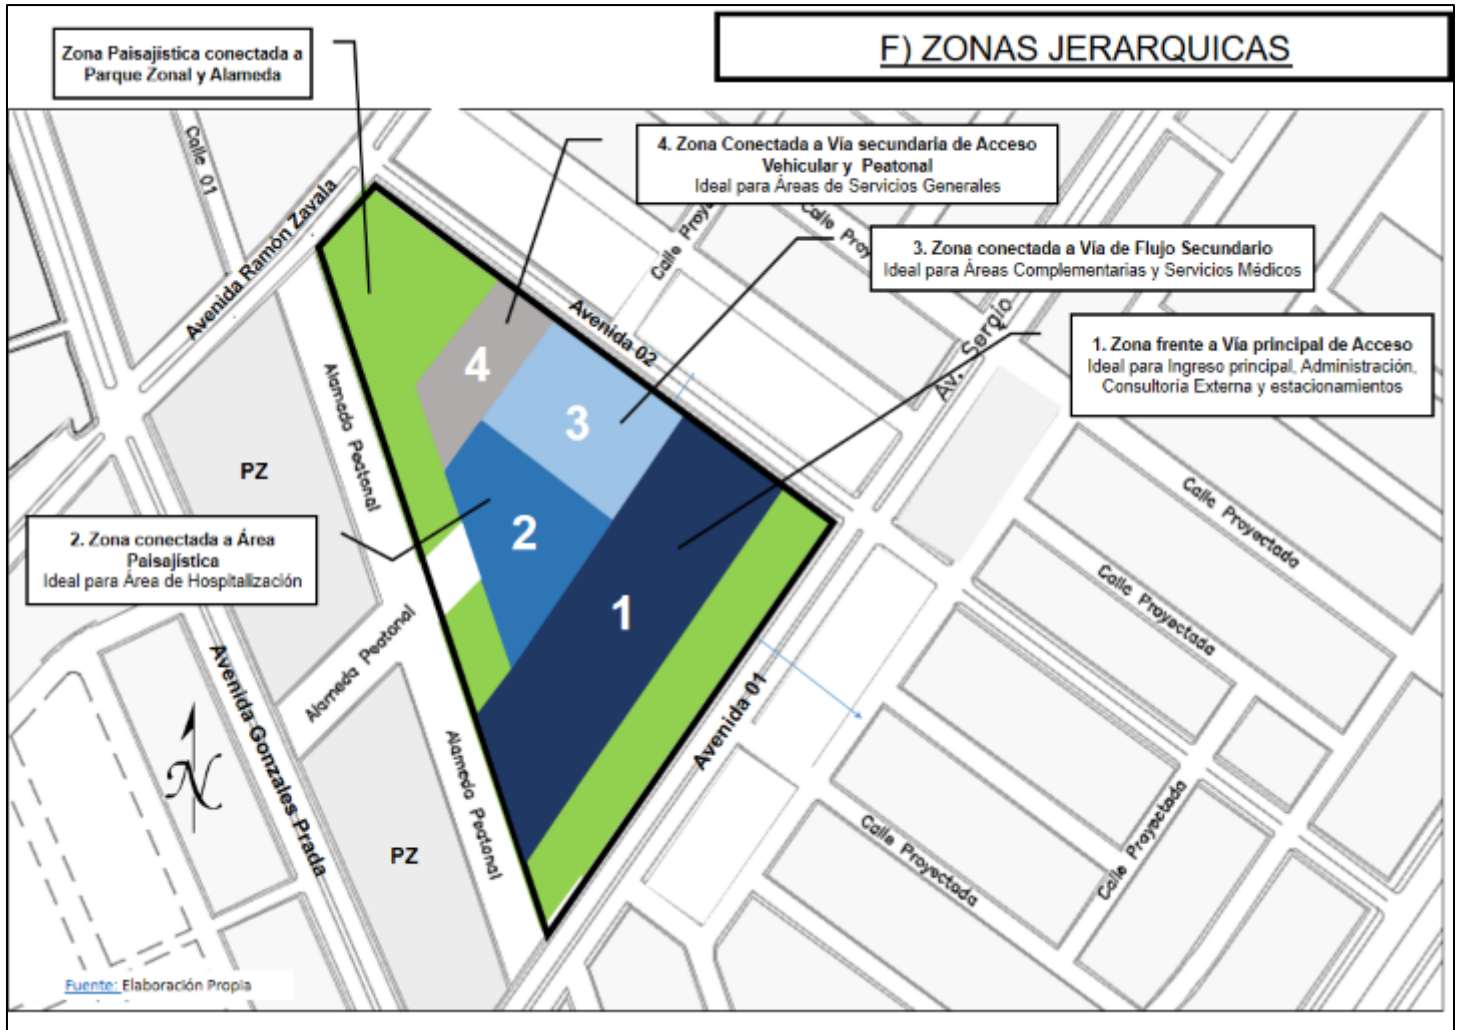 F) ZONAS JERARQUICAS
Zona Paisajística conectada a
Parque Zonal y Alameda
4. Zona Conectada a Vía secundaria de Acceso
Vehicular y Peatonal
Ideal para Áreas de Servicios Generales
3. Zona conectada a Vía de Flujo Secundario
Ideal para Áreas Complementarias y Servicios Médicos
1. Zona frente a Vía principal de Acceso
Ideal para Ingreso principal, Administración,
Consultoría Externa y estacionamientos
2. Zona conectada a Área
Paisajística
Ideal para Área de Hospitalización
Calle 01
Avenida Ramón Zavala
Avenida 02
Calle Proy
Calle Proy
Av. Sergio
Alameda Peatonal
4
3
2
1
PZ
Alameda Peatonal
Avenida Gonzales Prada
Alameda Peatonal
Avenida 01
Calle Proyectada
Calle Proyectada
Calle Proyectada
Calle Proyectada
N
PZ
Fuente: Elaboración Propia